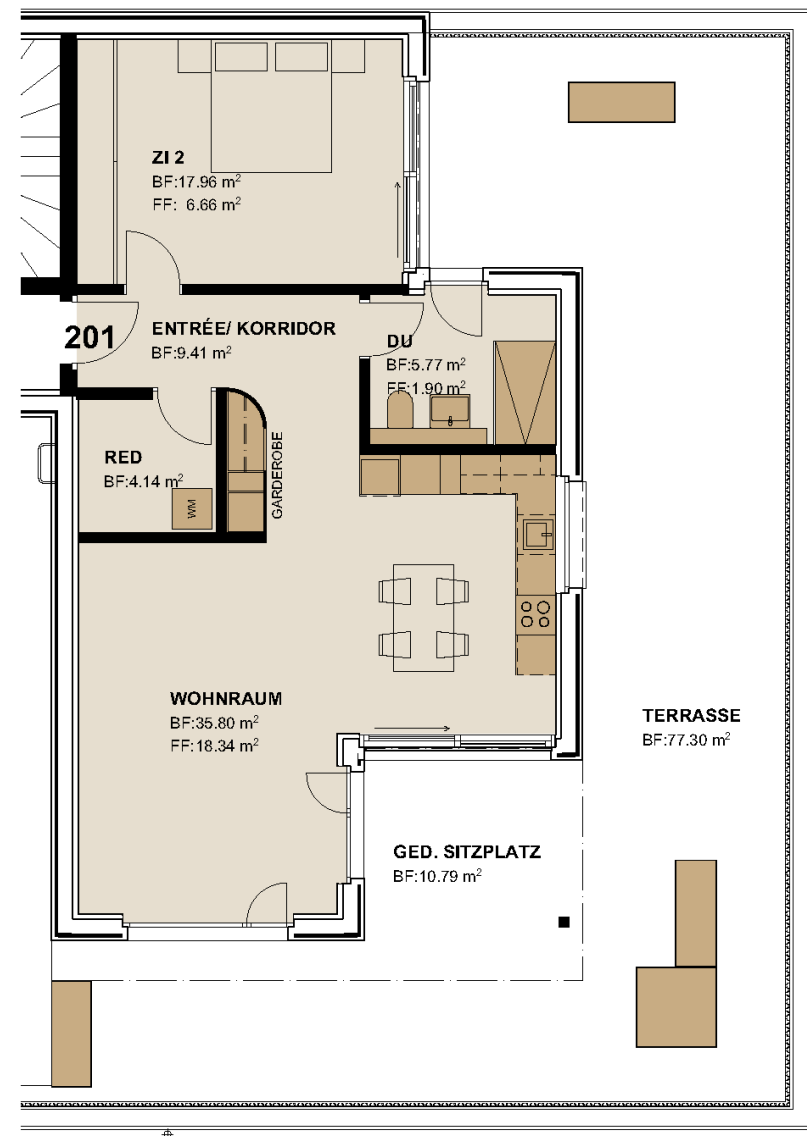 ZI 2
BF:17.96 m²
FF: 6.66 m²
201
ENTRÉE/ KORRIDOR
BF:9.41 m²
DU
BF:5.77 m²
FF:1.90 m²
RED
BF:4.14 m²
WM
GARDEROBE
WOHNRAUM
BF:35.80 m²
FF:18.34 m²
TERRASSE
BF:77.30 m²
GED. SITZPLATZ
BF:10.79 m²